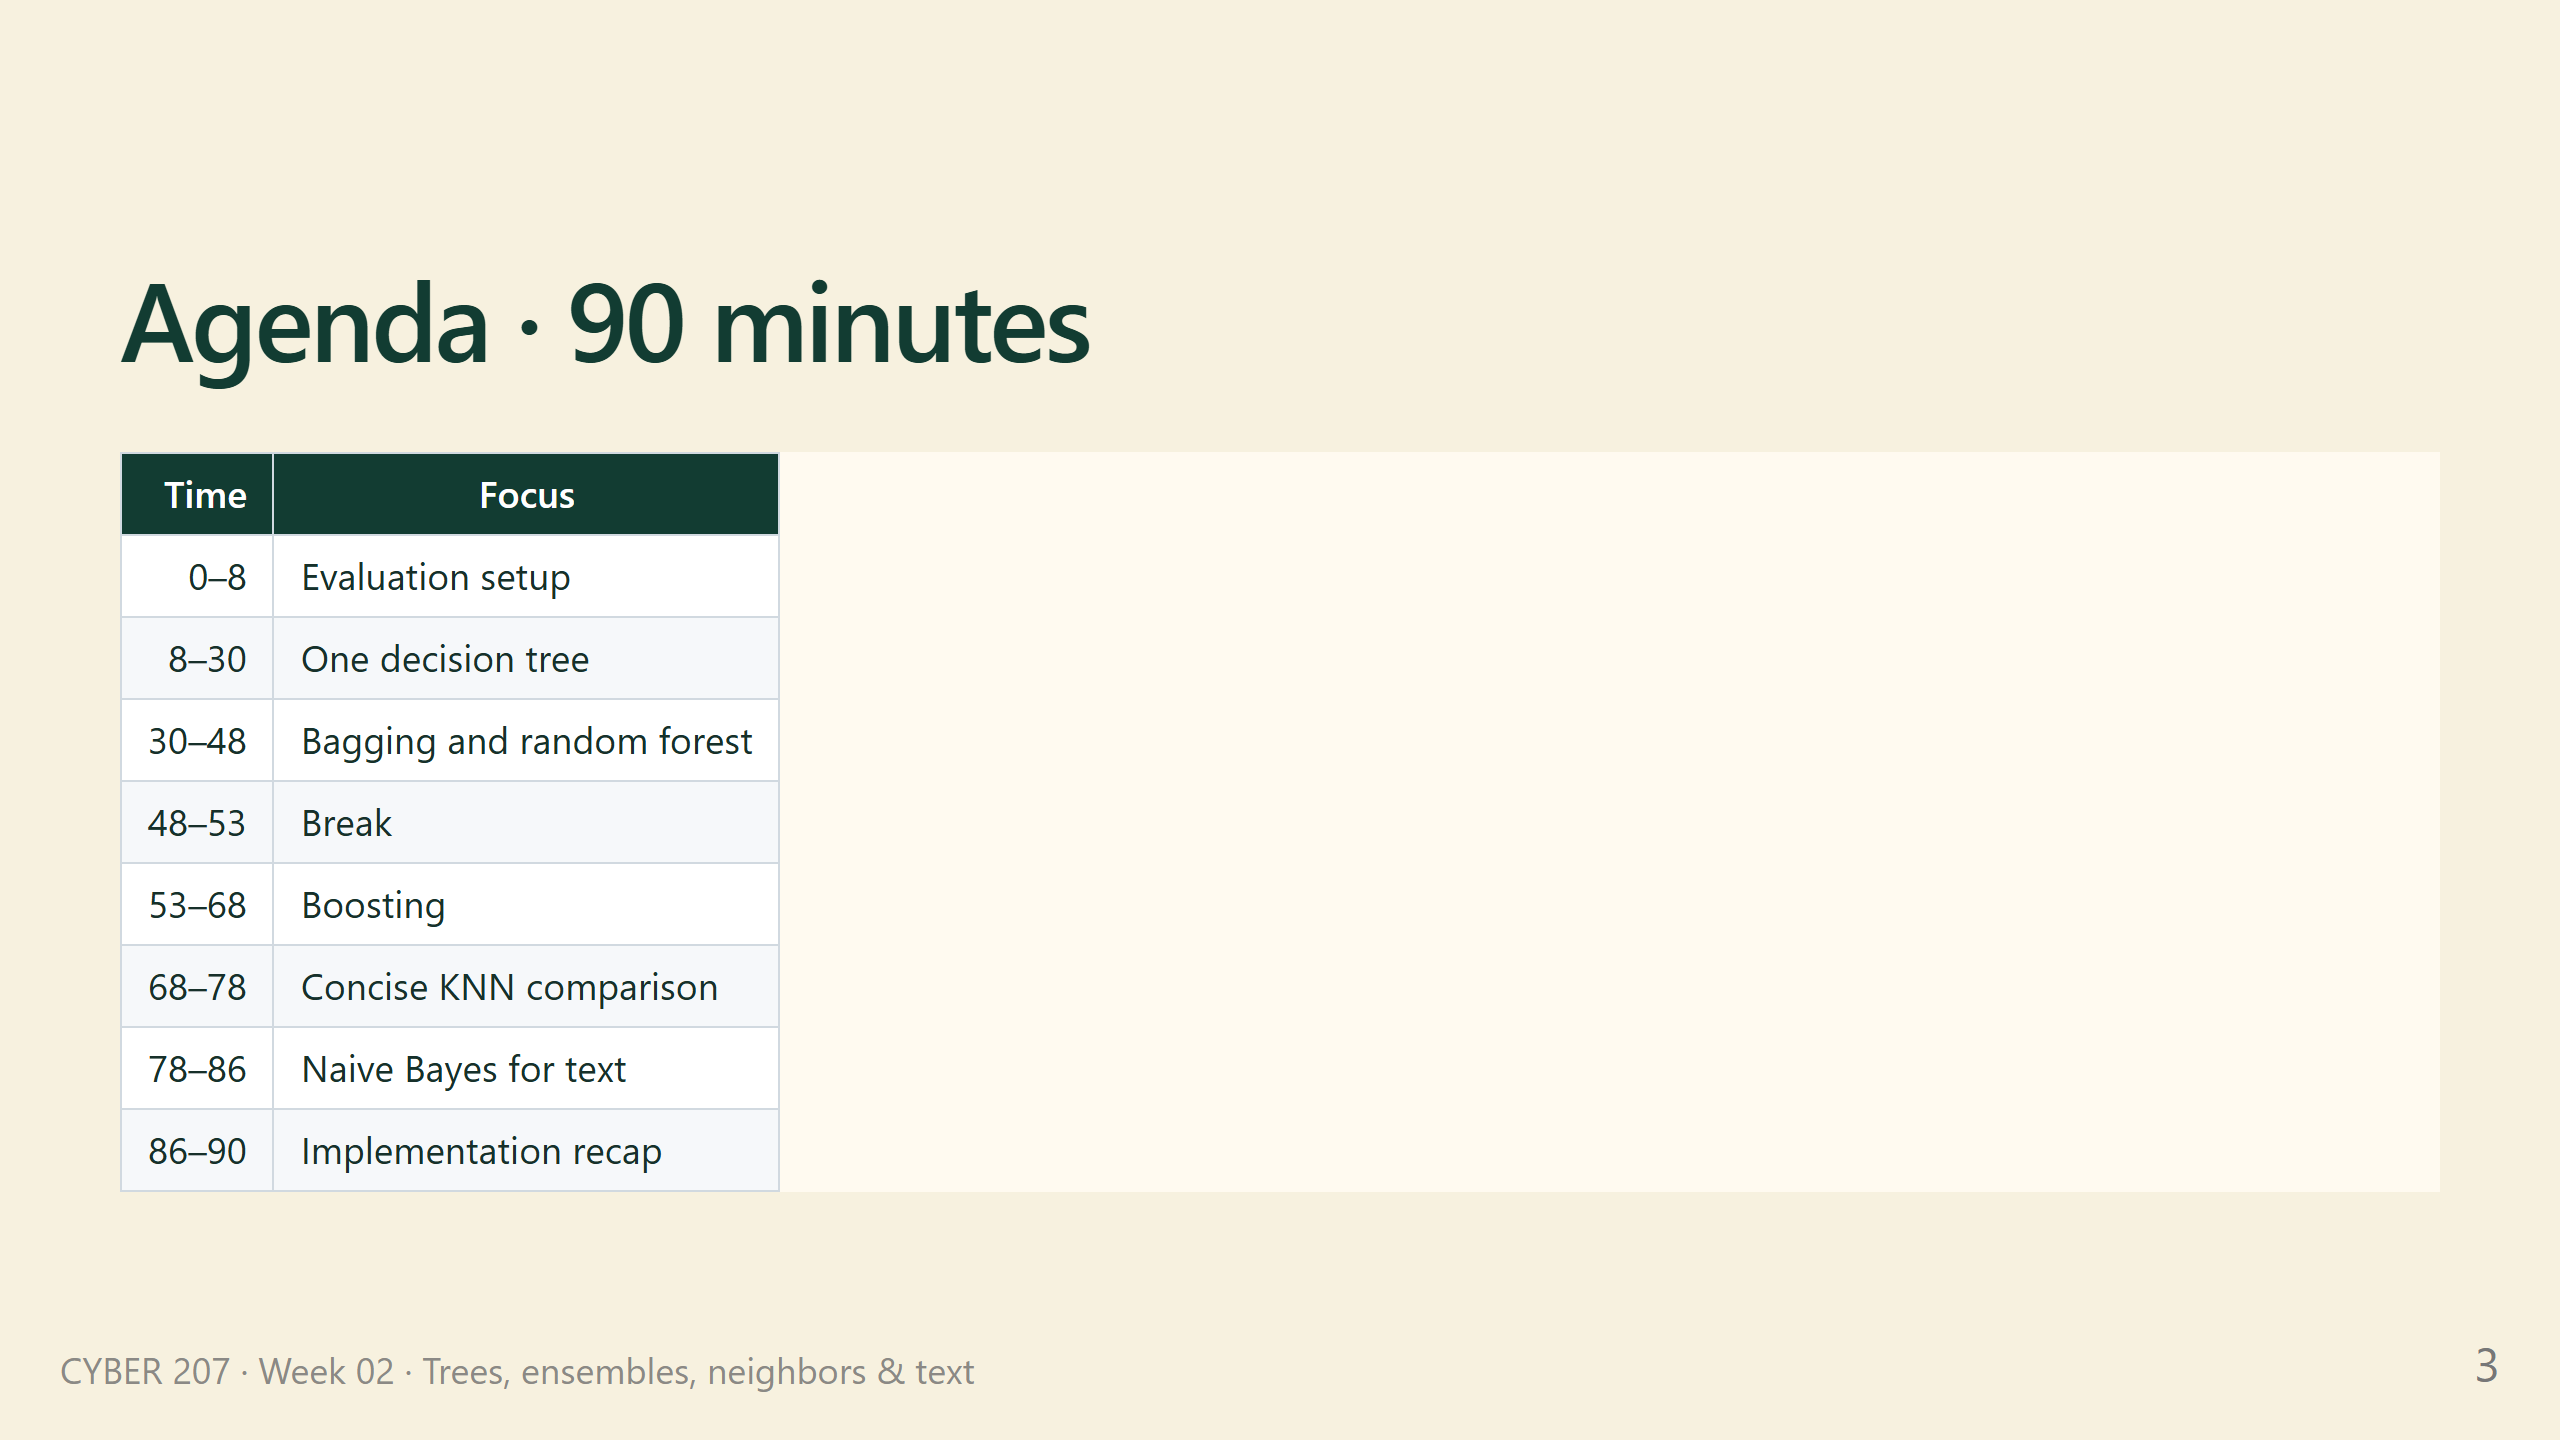 Agenda · 90 minutes
Time Focus
0–8 Evaluation setup
8–30 One decision tree
30–48 Bagging and random forest
48–53 Break
53–68 Boosting
68–78 Concise KNN comparison
78–86 Naive Bayes for text
86–90 Implementation recap
CYBER 207 · Week 02 · Trees, ensembles, neighbors & text
3